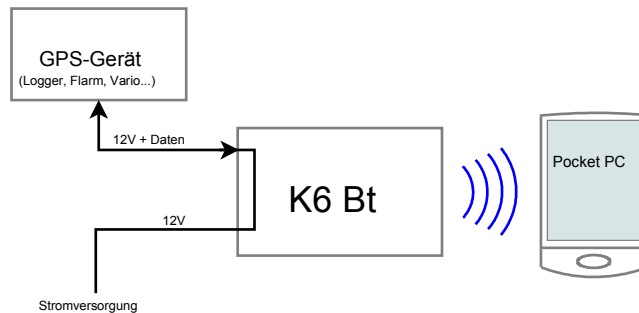 GPS-Gerät
(Logger, Flarm, Vario...)
12V + Daten
K6 Bt
Pocket PC
12V
Stromversorgung